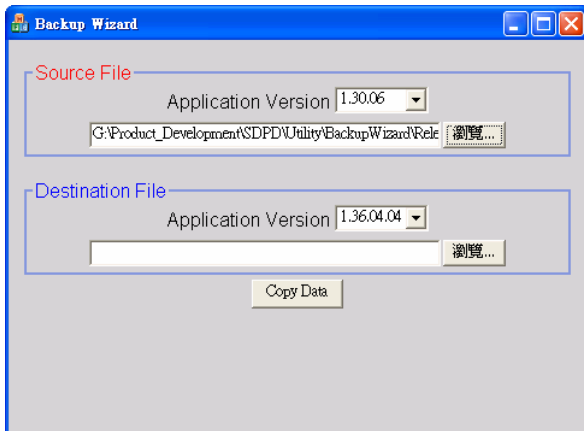 Backup Wizard
Source File
Application Version 1.30.06
G:\Product_Development\SDPD\Utility\BackupWizard\Rele 瀏覽...
Destination File
Application Version 1.36.04.04
瀏覽...
Copy Data